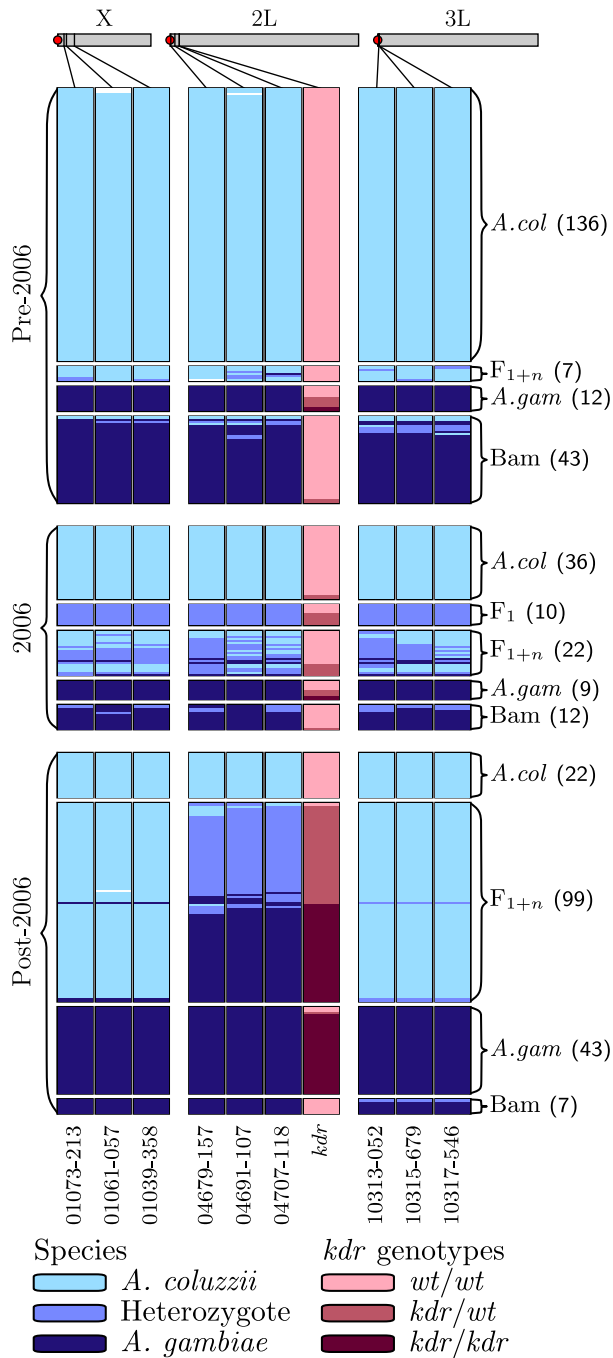 X 2L 3L
Pre-2006
A.col (136)
F1+n (7)
A.gam (12)
Bam (43)
2006
A.col (36)
F1 (10)
F1+n (22)
A.gam (9)
Bam (12)
Post-2006
A.col (22)
F1+n (99)
A.gam (43)
Bam (7)
01073-213 01061-057 01039-358 04679-157 04691-107 04707-118 kdr 10313-052 10315-679 10317-546
Species kdr genotypes
A. coluzzii wt/wt
Heterozygote kdr/wt
A. gambiae kdr/kdr